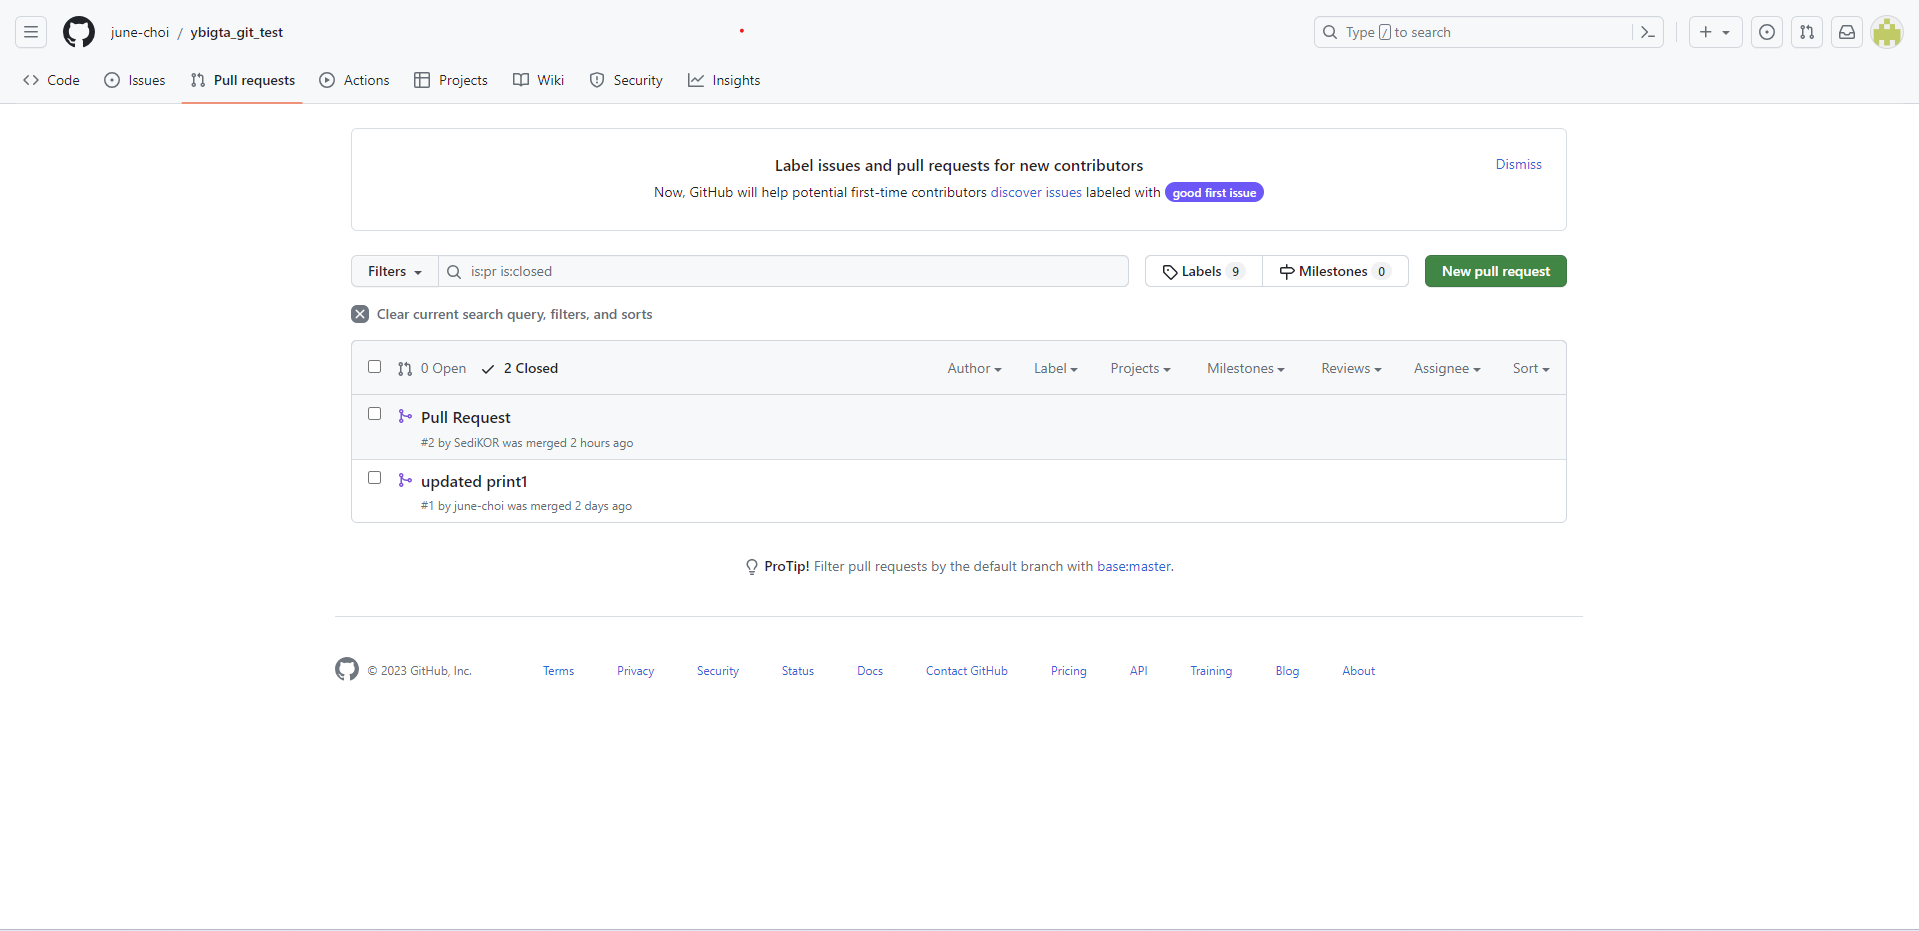 june-choi / ybigta_git_test
Type / to search
Code Issues Pull requests Actions Projects Wiki Security Insights
Label issues and pull requests for new contributors
Dismiss
Now, GitHub will help potential first-time contributors discover issues labeled with good first issue
Filters is:pr is:closed Labels 9 Milestones 0 New pull request
Clear current search query, filters, and sorts
0 Open 2 Closed Author Label Projects Milestones Reviews Assignee Sort
Pull Request
#2 by SediKOR was merged 2 hours ago
updated print1
#1 by june-choi was merged 2 days ago
ProTip! Filter pull requests by the default branch with base:master.
© 2023 GitHub, Inc. Terms Privacy Security Status Docs Contact GitHub Pricing API Training Blog About